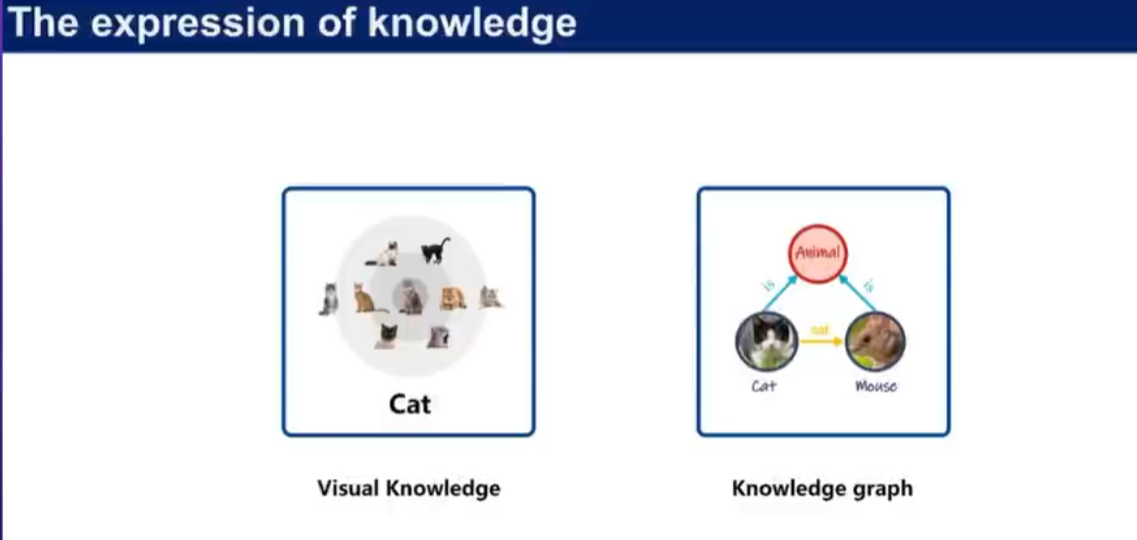 The expression of knowledge
Animal
is
is
eat
Cat
Mouse
Cat
Visual Knowledge
Knowledge graph